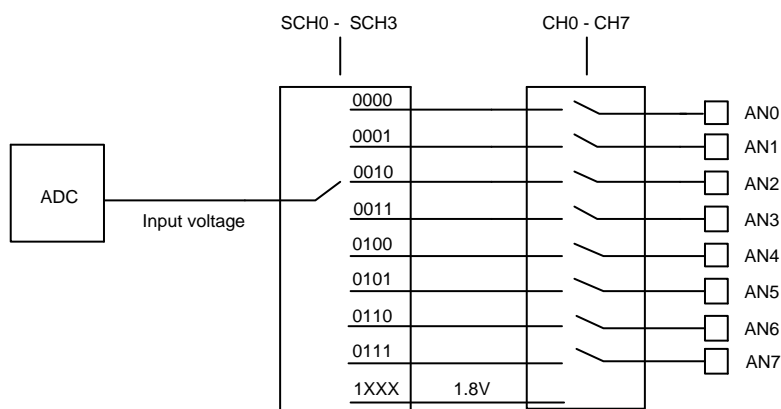 SCH0 - SCH3 CH0 - CH7
0000 AN0
0001 AN1
0010 AN2
ADC
0011 AN3
Input voltage
0100 AN4
0101 AN5
0110 AN6
0111 AN7
1XXX 1.8V